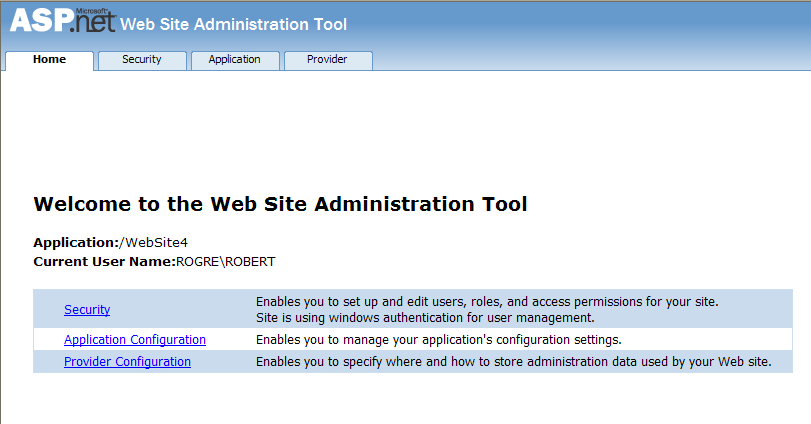 Microsoft
ASP.net Web Site Administration Tool
Home Security Application Provider
Welcome to the Web Site Administration Tool
Application:/WebSite4
Current User Name:ROGRE\ROBERT
Security Enables you to set up and edit users, roles, and access permissions for your site.
Site is using windows authentication for user management.
Application Configuration Enables you to manage your application's configuration settings.
Provider Configuration Enables you to specify where and how to store administration data used by your Web site.